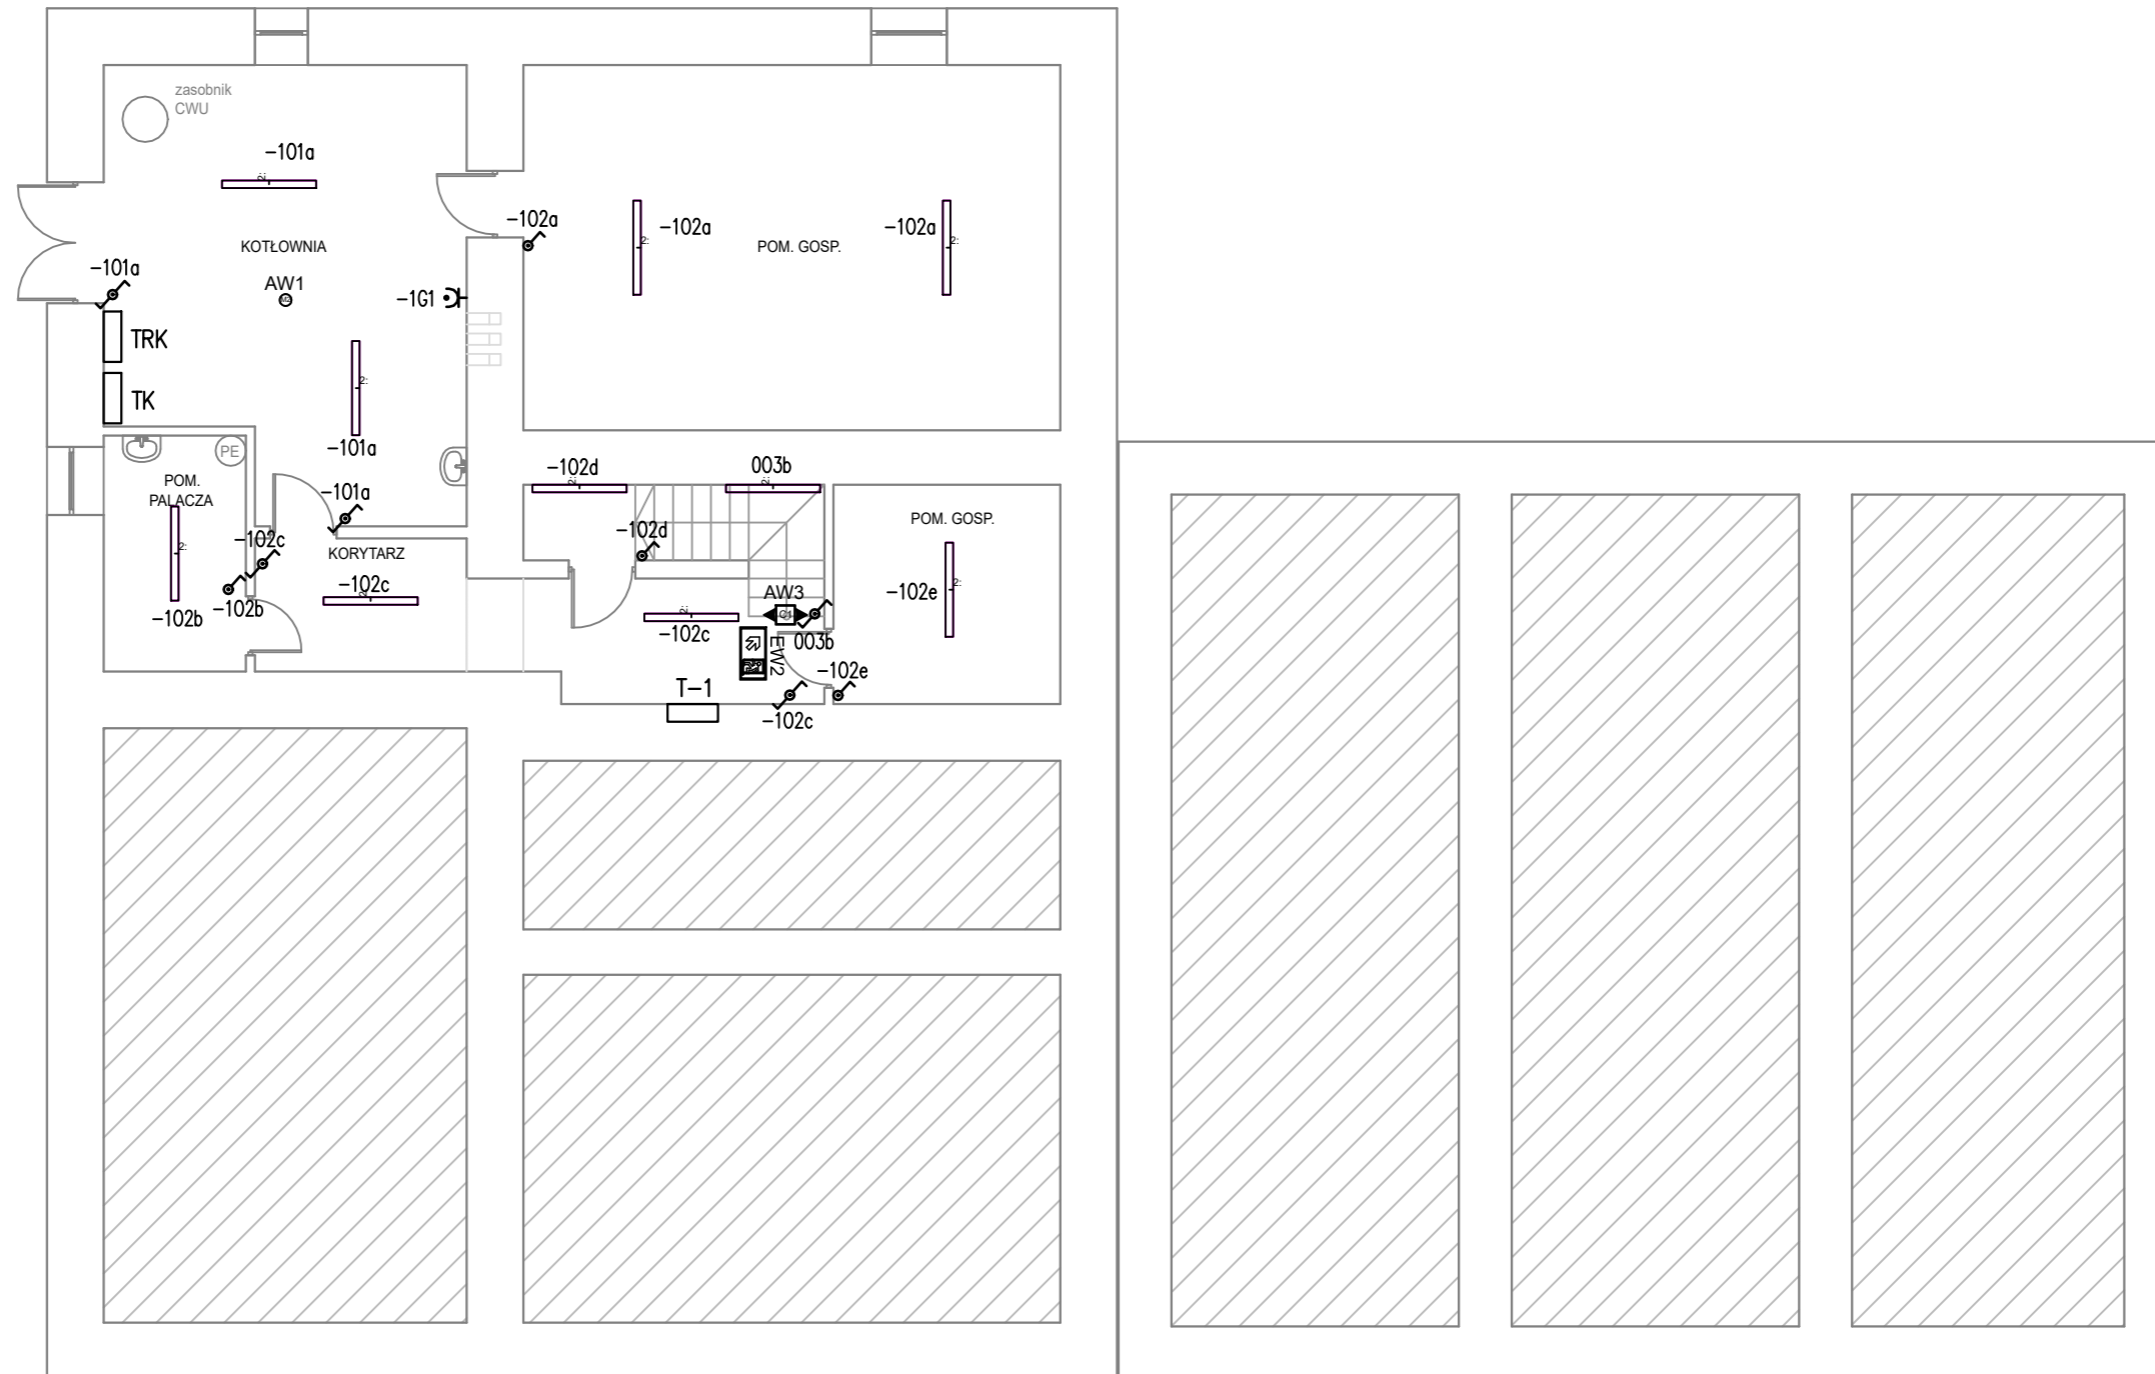 zasobnik
CWU
-101a
KOTŁOWNIA
-102a
-102a
POM. GOSP.
-102a
-101a
AW1
-1G1
TRK
TK
-101a
PE
POM.
PALACZA
-101a
-102d
003b
POM. GOSP.
-102d
-102c
KORYTARZ
-102c
-102b
-102b
AW3
-102e
-102c
003b
EW2
-102e
T-1
-102c